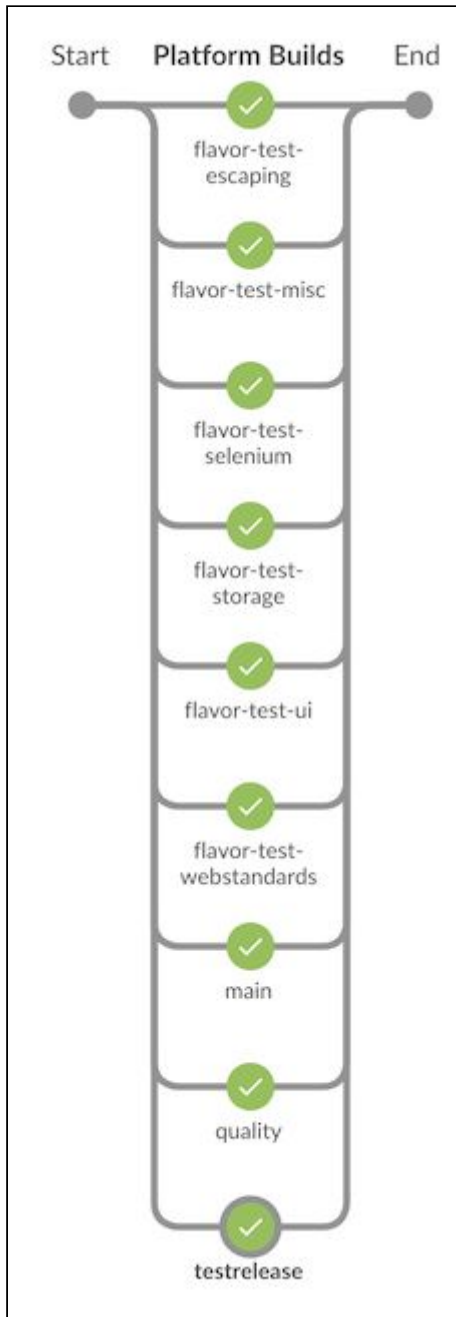 Start Platform Builds End
flavor-test-
escaping
flavor-test-misc
flavor-test-
selenium
flavor-test-
storage
flavor-test-ui
flavor-test-
webstandards
main
quality
testrelease